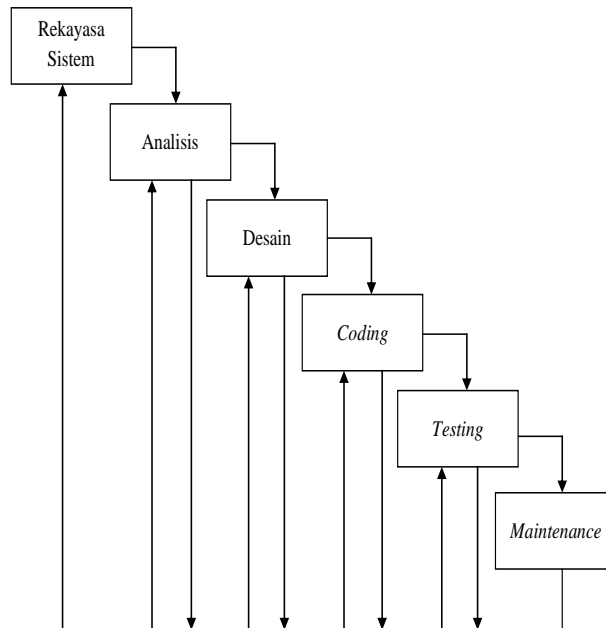 Rekayasa
Sistem
Analisis
Desain
Coding
Testing
Maintenance